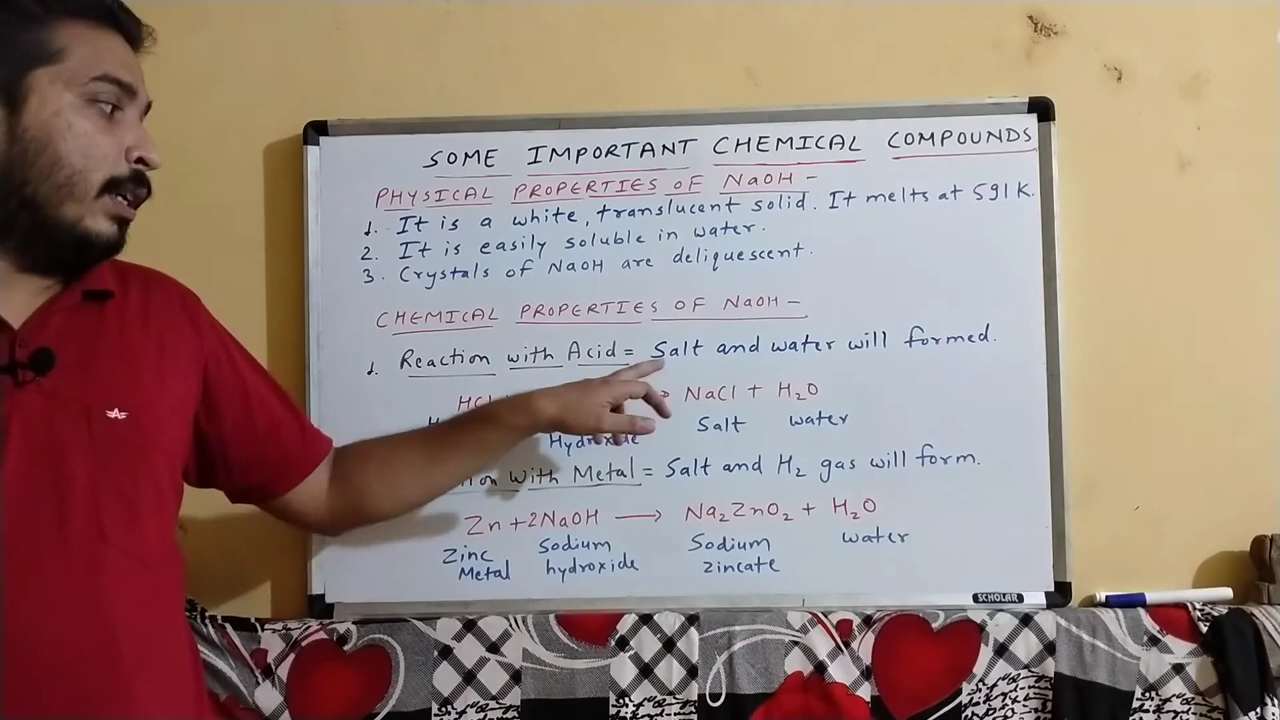 SOME IMPORTANT CHEMICAL COMPOUNDS
PHYSICAL PROPERTIES OF NaOH -
1. It is a white, translucent solid. It melts at 591K.
2. It is easily soluble in water.
3. Crystals of NaOH are deliquescent.
CHEMICAL PROPERTIES OF NaOH -
1. Reaction with Acid = Salt and water will formed.
HCl → NaCl + H₂O
Salt water
Hydroxide
with Metal = Salt and H₂ gas will form.
Zn + 2NaOH → Na₂ZnO₂ + H₂O
Zinc Sodium Sodium water
Metal hydroxide zincate
SCHOLAR